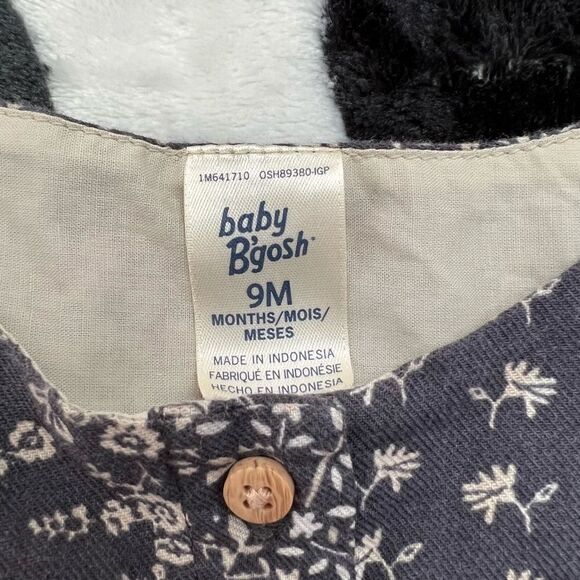 1M641710 OSH89380-IGP
baby
B'gosh
9M
MONTHS/MOIS/
MESES
MADE IN INDONESIA
FABRIQUÉ EN INDONÉSIE
HECHO EN INDONESIA